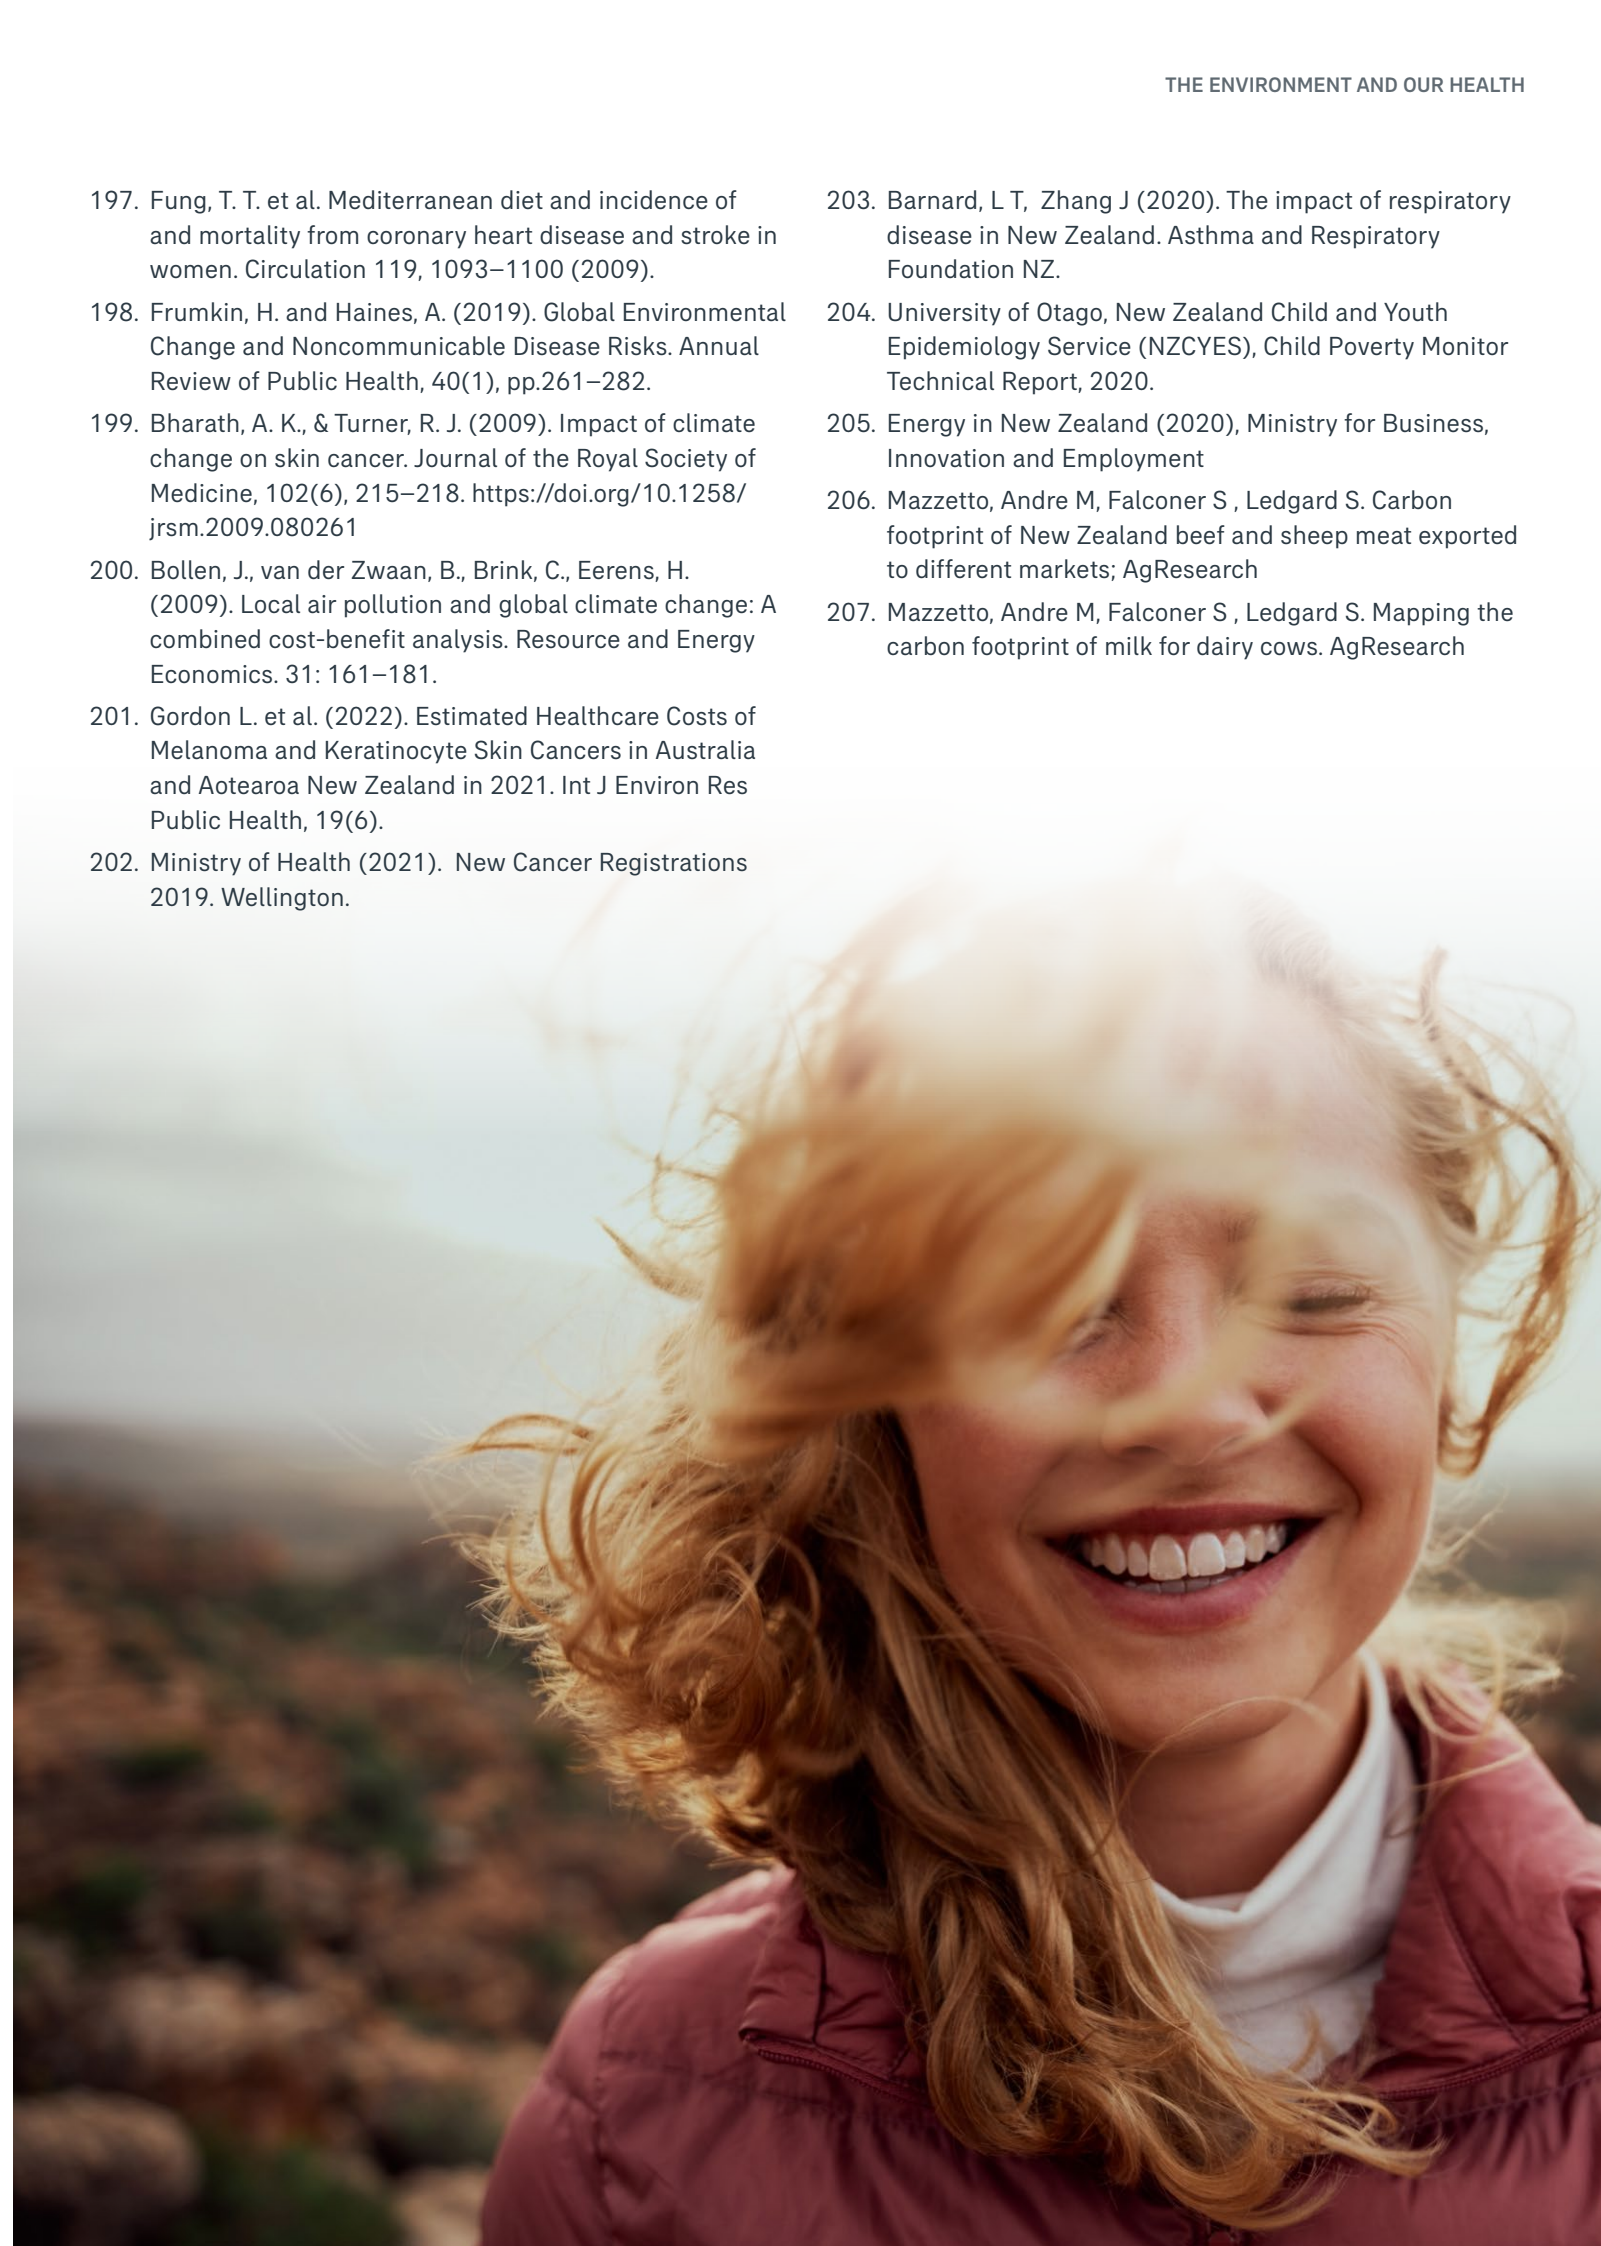 THE ENVIRONMENT AND OUR HEALTH
197. Fung, T. T. et al. Mediterranean diet and incidence of
and mortality from coronary heart disease and stroke in
women. Circulation 119, 1093–1100 (2009).
198. Frumkin, H. and Haines, A. (2019). Global Environmental
Change and Noncommunicable Disease Risks. Annual
Review of Public Health, 40(1), pp.261–282.
199. Bharath, A. K., & Turner, R. J. (2009). Impact of climate
change on skin cancer. Journal of the Royal Society of
Medicine, 102(6), 215–218. https://doi.org/10.1258/
jrsm.2009.080261
200. Bollen, J., van der Zwaan, B., Brink, C., Eerens, H.
(2009). Local air pollution and global climate change: A
combined cost-benefit analysis. Resource and Energy
Economics. 31: 161–181.
201. Gordon L. et al. (2022). Estimated Healthcare Costs of
Melanoma and Keratinocyte Skin Cancers in Australia
and Aotearoa New Zealand in 2021. Int J Environ Res
Public Health, 19(6).
202. Ministry of Health (2021).  New Cancer Registrations
2019. Wellington.
203. Barnard, L T,  Zhang J (2020). The impact of respiratory
disease in New Zealand. Asthma and Respiratory
Foundation NZ.
204. University of Otago, New Zealand Child and Youth
Epidemiology Service (NZCYES), Child Poverty Monitor
Technical Report, 2020.
205. Energy in New Zealand (2020), Ministry for Business,
Innovation and Employment
206. Mazzetto, Andre M, Falconer S , Ledgard S. Carbon
footprint of New Zealand beef and sheep meat exported
to different markets; AgResearch
207. Mazzetto, Andre M, Falconer S , Ledgard S. Mapping the
carbon footprint of milk for dairy cows. AgResearch